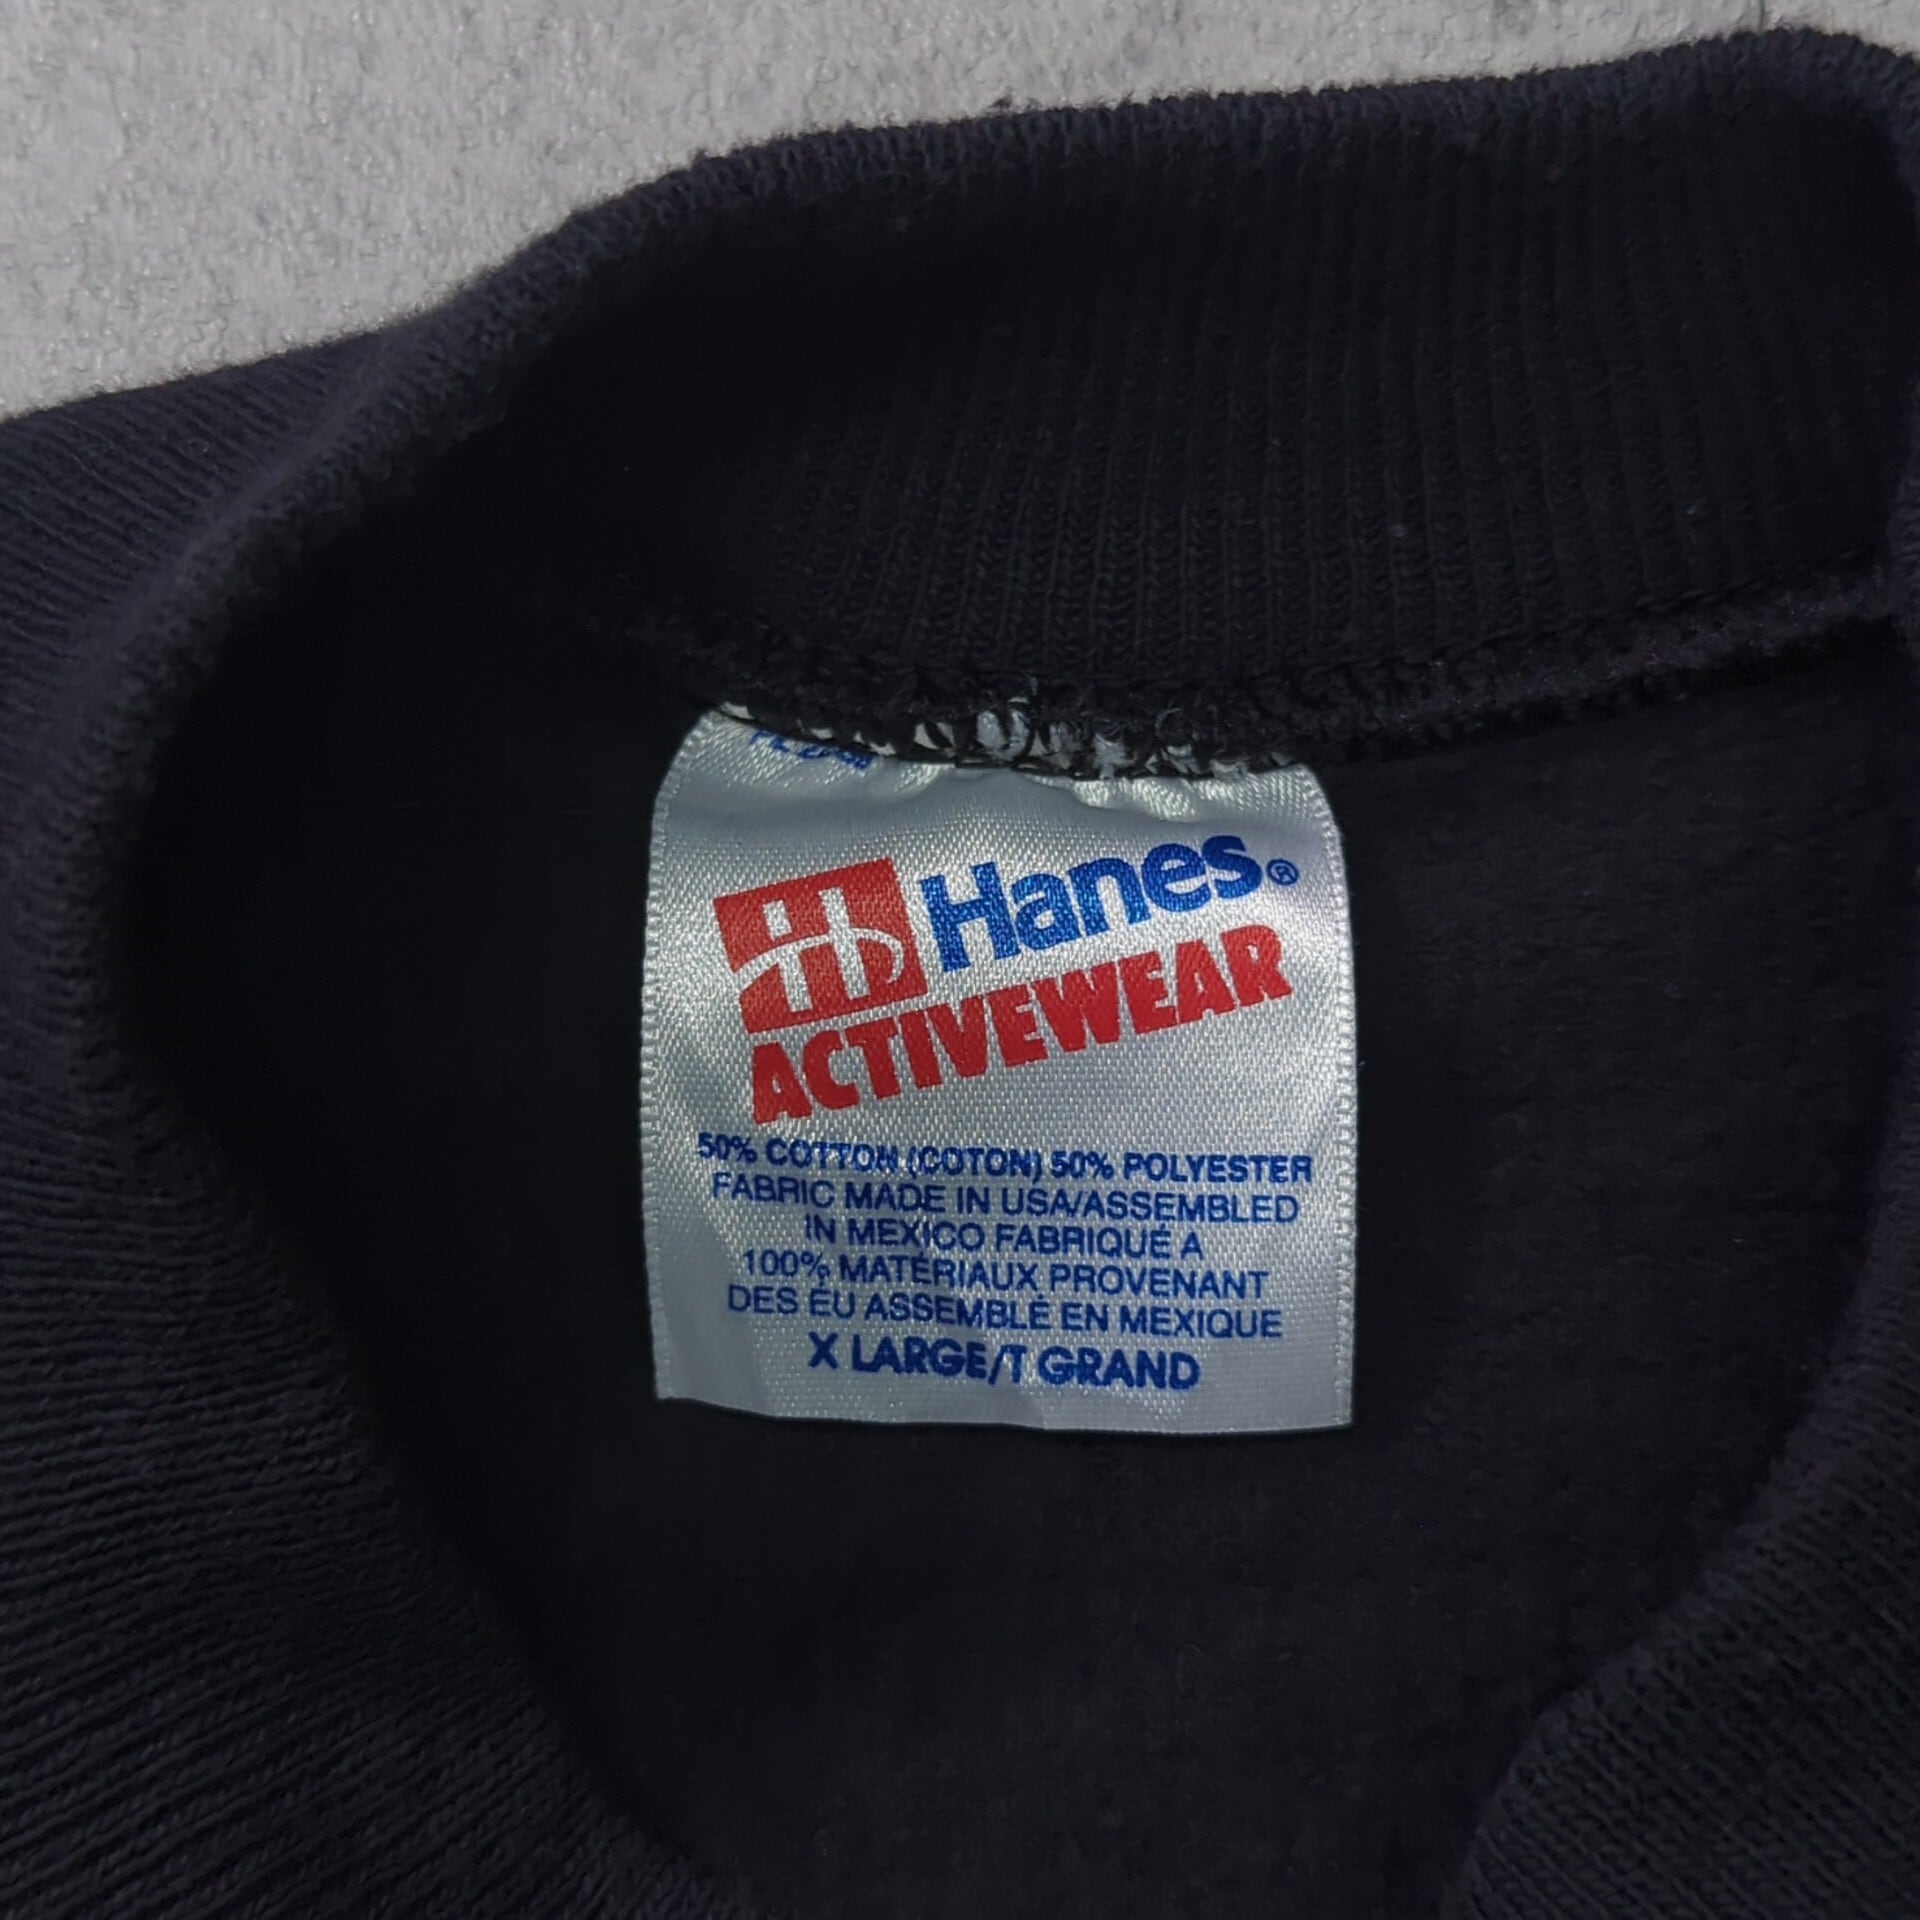 Hanes®
ACTIVEWEAR
50% COTTON (COTON) 50% POLYESTER
FABRIC MADE IN USA/ASSEMBLED
IN MEXICO FABRIQUÉ A
100% MATÉRIAUX PROVENANT
DES ÉU ASSEMBLÉ EN MEXIQUE
X LARGE/T GRAND